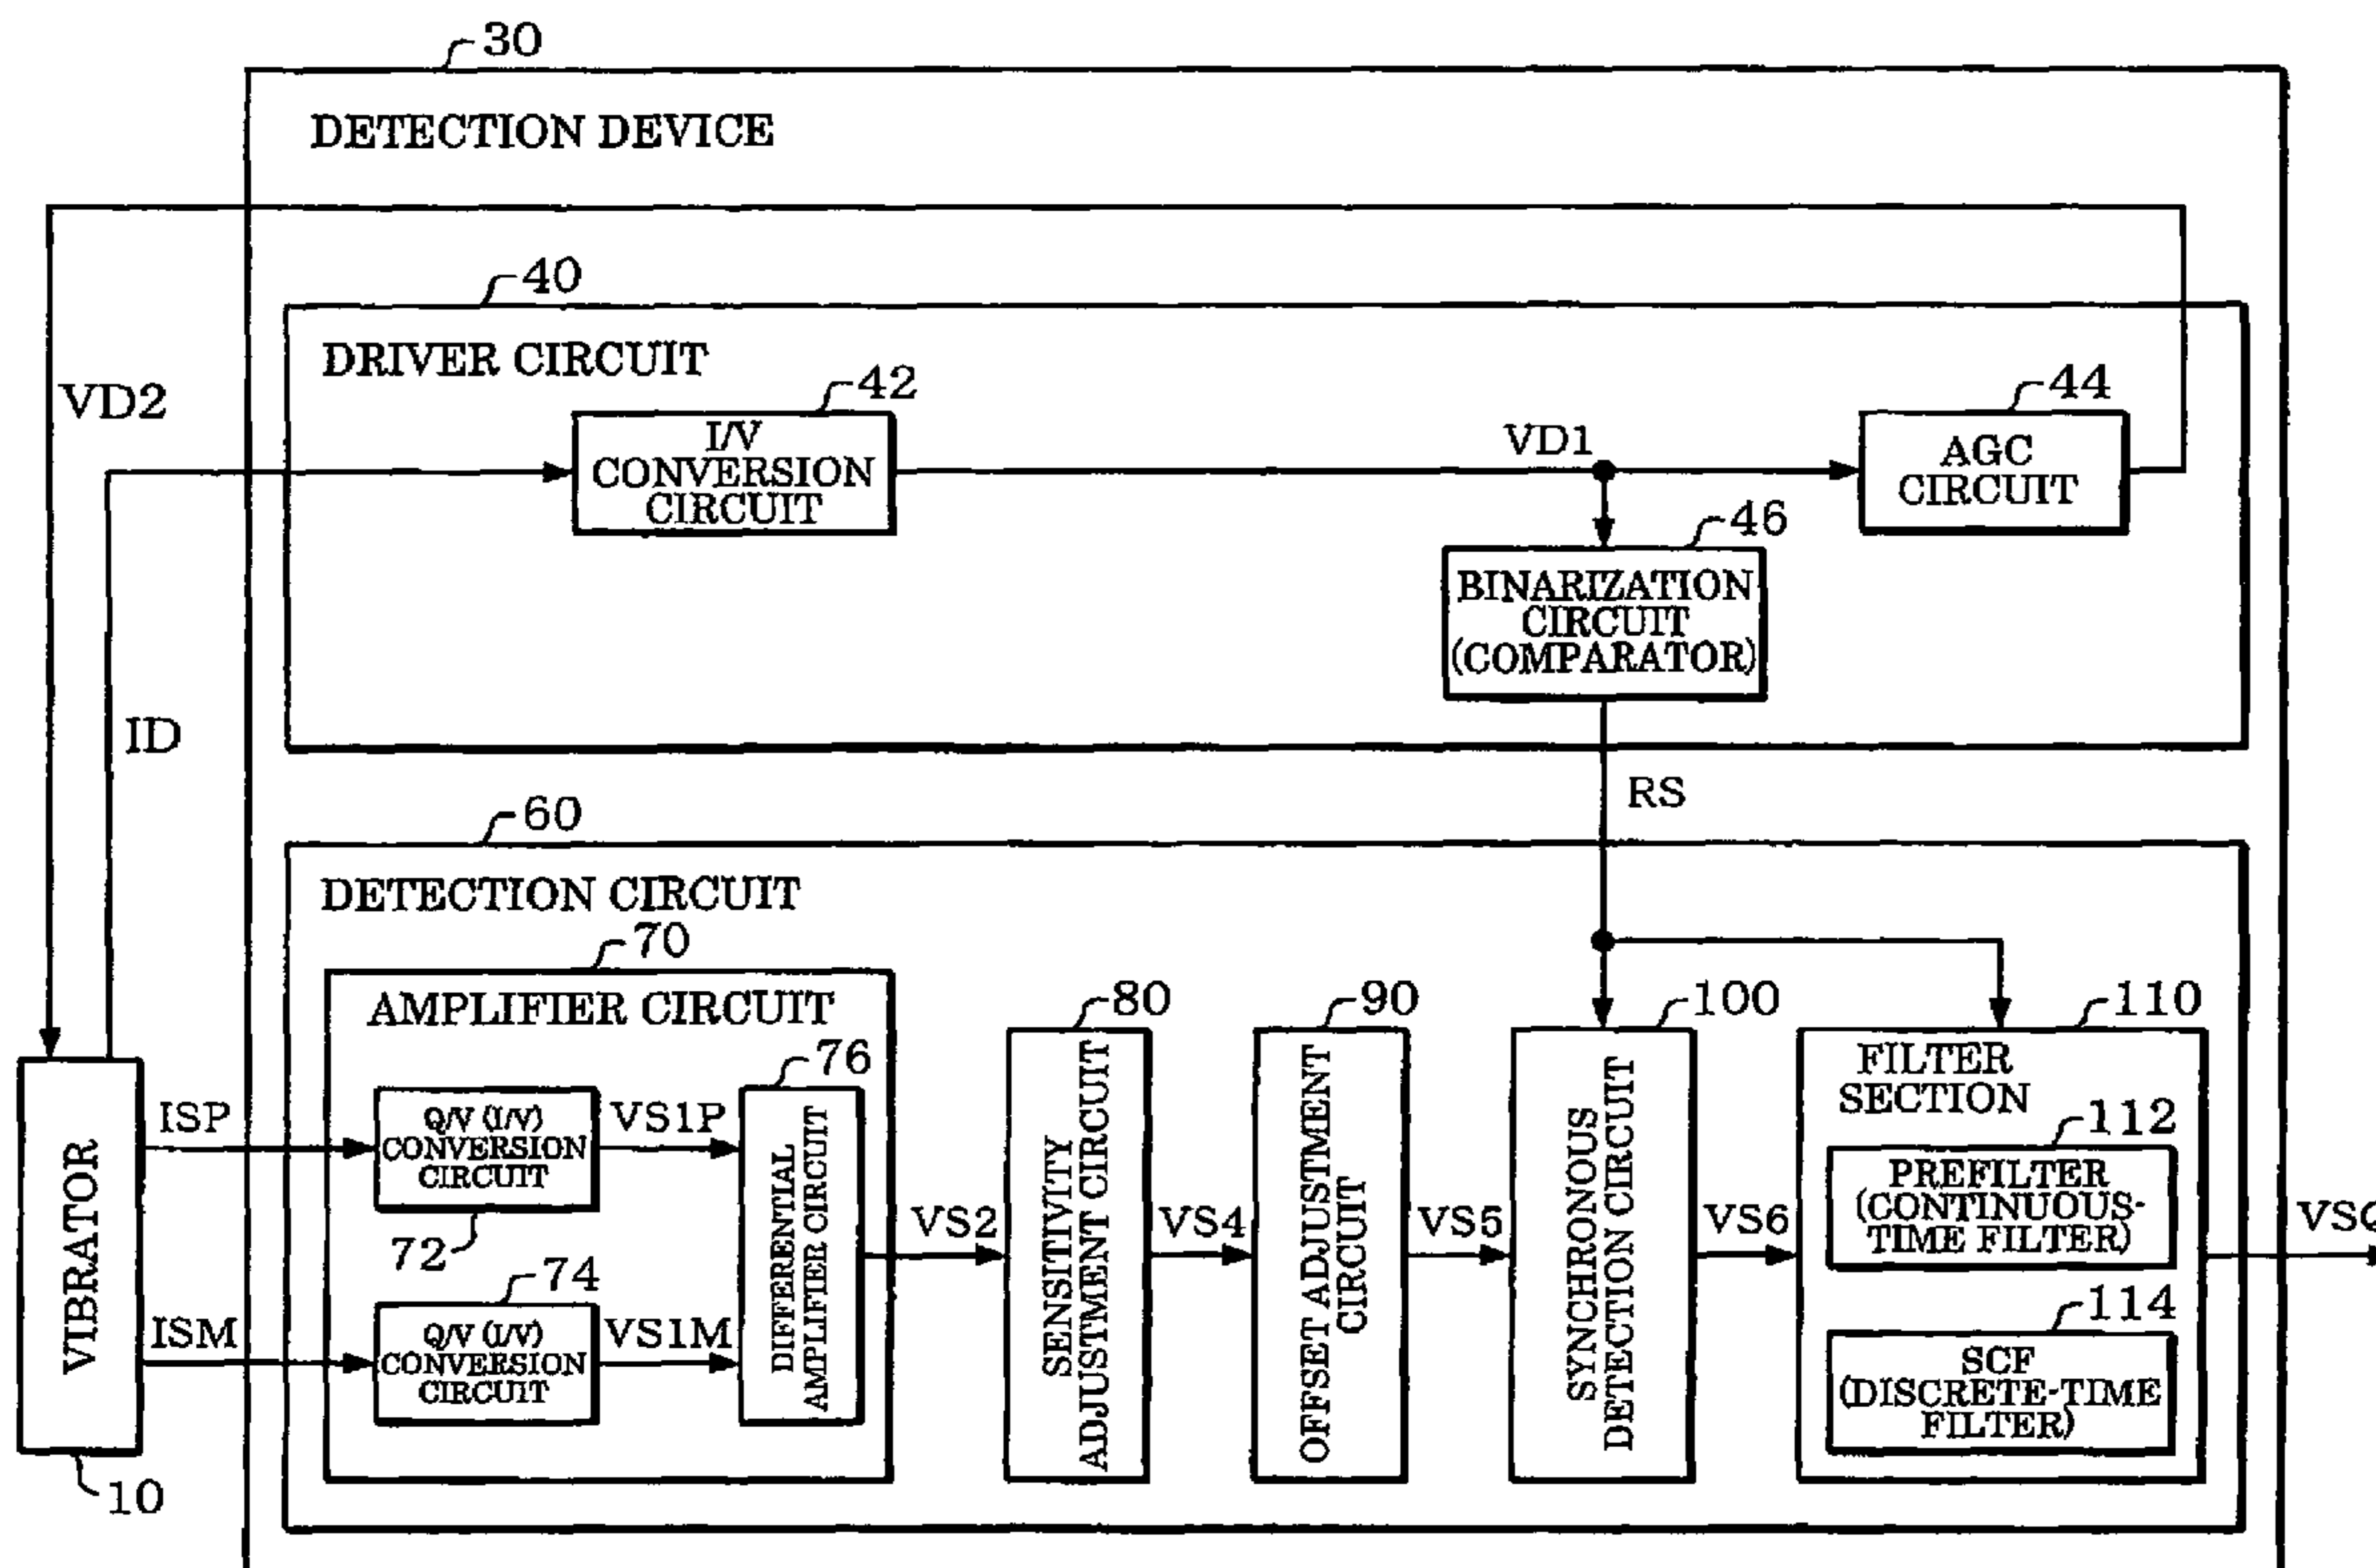 30
DETECTION DEVICE
40
DRIVER CIRCUIT
VD2
42
I/V
CONVERSION
CIRCUIT
VD1
44
AGC
CIRCUIT
46
BINARIZATION
CIRCUIT
(COMPARATOR)
ID
RS
60
DETECTION CIRCUIT
70
AMPLIFIER CIRCUIT
76
80
90
100
110
ISP
Q/V (I/V)
CONVERSION
CIRCUIT
72
VS1P
ISM
74
Q/V (I/V)
CONVERSION
CIRCUIT
VS1M
DIFFERENTIAL
AMPLIFIER CIRCUIT
VS2
SENSITIVITY
ADJUSTMENT CIRCUIT
VS4
OFFSET ADJUSTMENT
CIRCUIT
VS5
SYNCHRONOUS
DETECTION CIRCUIT
VS6
FILTER
SECTION
112
PREFILTER
(CONTINUOUS-
TIME FILTER)
114
SCF
(DISCRETE-TIME
FILTER)
VIBRATOR
10